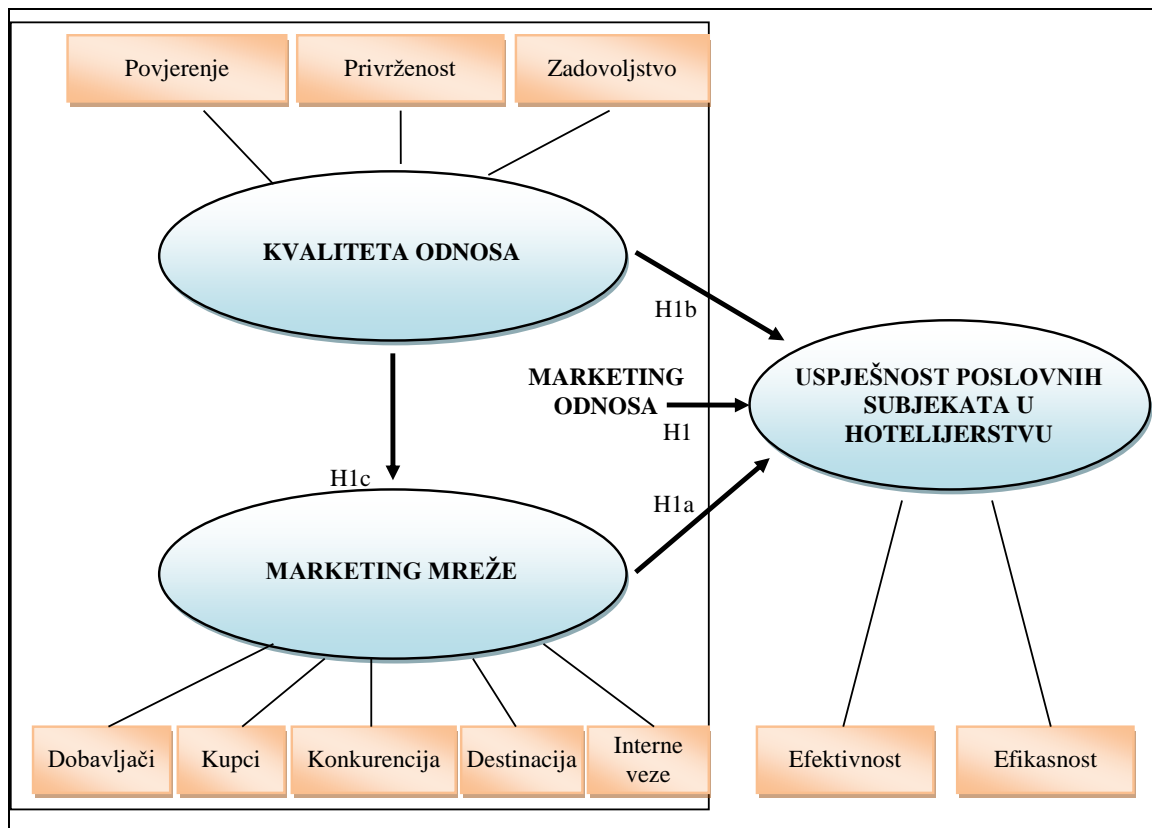 Povjerenje
Privrženost
Zadovoljstvo
KVALITETA ODNOSA
H1b
MARKETING
ODNOSA
H1
USPJEŠNOST POSLOVNIH
SUBJEKATA U
HOTELIJERSTVU
H1c
H1a
MARKETING MREŽE
Dobavljači
Kupci
Konkurencija
Destinacija
Interne
veze
Efektivnost
Efikasnost